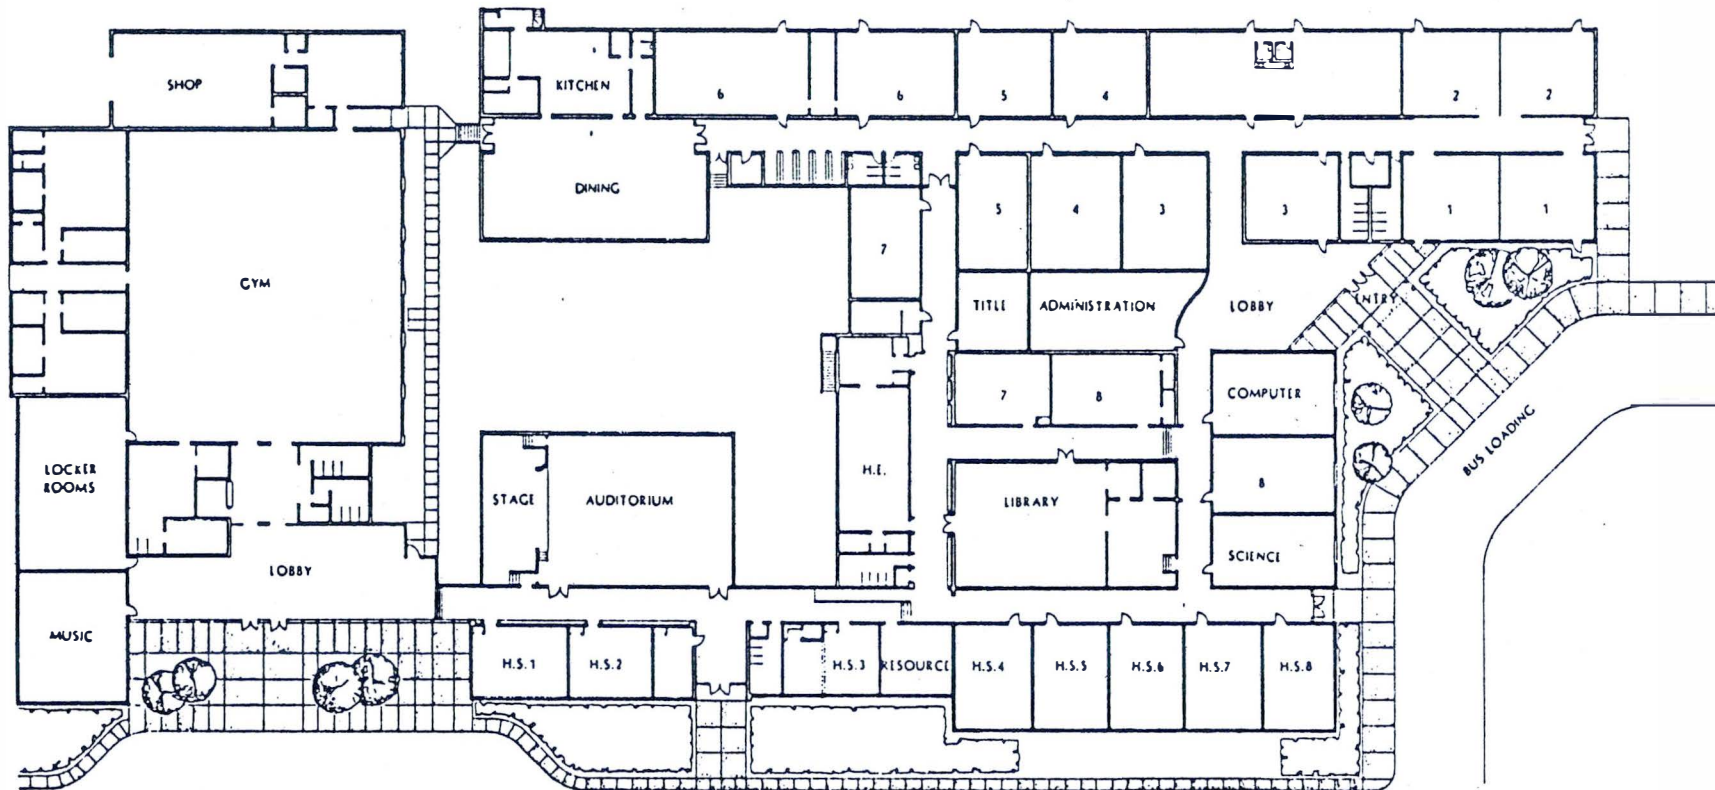 SHOP
KITCHEN
6
6
5
4
2
2
DINING
7
5
4
3
3
1
1
GYM
TITLE
ADMINISTRATION
LOBBY
ENTRY
7
8
COMPUTER
BUS LOADING
LOCKER
ROOMS
STAGE
AUDITORIUM
H.E.
LIBRARY
8
SCIENCE
LOBBY
MUSIC
H.S.1
H.S.2
H.S.3
RESOURCE
H.S.4
H.S.5
H.S.6
H.S.7
H.S.8